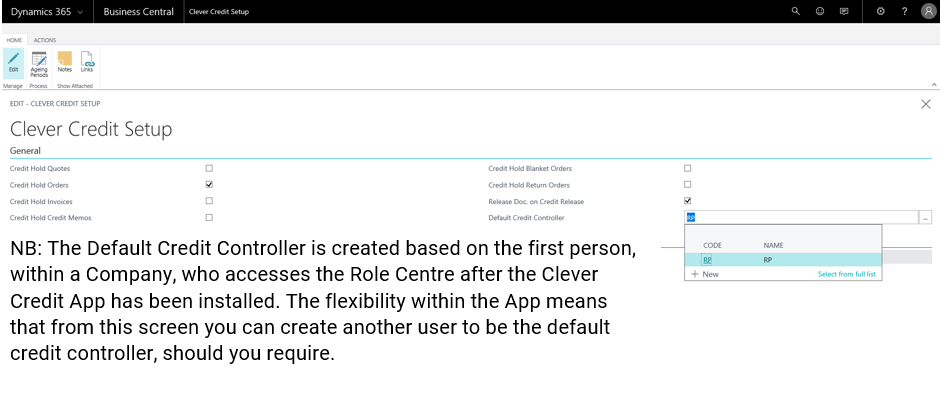 Dynamics 365 Business Central Clever Credit Setup ?
HOME ACTIONS
Edit Ageing Periods Notes Links
Manage Process Show Attached
EDIT - CLEVER CREDIT SETUP
Clever Credit Setup
General
Credit Hold Quotes Credit Hold Blanket Orders
Credit Hold Orders Credit Hold Return Orders
Credit Hold Invoices Release Doc. on Credit Release
Credit Hold Credit Memos Default Credit Controller RP ...
CODE NAME
RP RP
+ New Select from full list
NB: The Default Credit Controller is created based on the first person,
within a Company, who accesses the Role Centre after the Clever
Credit App has been installed. The flexibility within the App means
that from this screen you can create another user to be the default
credit controller, should you require.